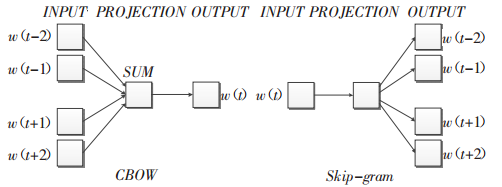 INPUT PROJECTION OUTPUT
w(t-2)
w(t-1)
SUM
w(t)
w(t+1)
w(t+2)
CBOW
INPUT PROJECTION OUTPUT
w(t-2)
w(t-1)
w(t)
w(t+1)
w(t+2)
Skip-gram